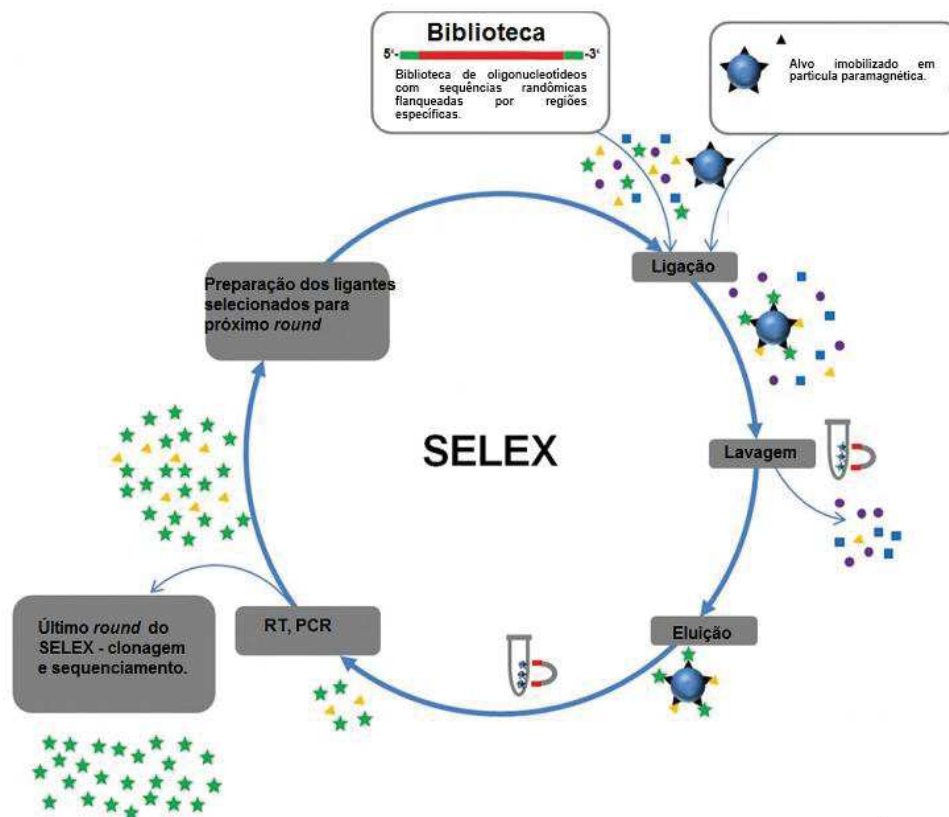 Biblioteca
5'- -3'
Biblioteca de oligonucleotídeos
com sequências randômicas
flanqueadas por regiões
específicas.
Alvo imobilizado em
particula paramagnética.
Ligação
Preparação dos ligantes
selecionados para
próximo round
SELEX
Lavagem
Eluição
RT, PCR
Último round do
SELEX - clonagem
e sequenciamento.